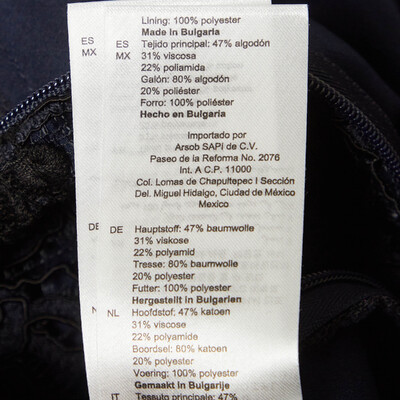 Lining: 100% polyester
Made in Bulgaria
ES
MX
ES
MX
Tejido principal: 47% algodón
31% viscosa
22% poliamida
Galón: 80% algodón
20% poliéster
Forro: 100% poliéster
Hecho en Bulgaria
Importado por
Arsob SAPI de C.V.
Paseo de la Reforma No. 2076
Int. A C.P. 11000
Col. Lomas de Chapultepec I Sección
Del. Miguel Hidalgo, Ciudad de México
Mexico
DE
DE
Hauptstoff: 47% baumwolle
31% viskose
22% polyamid
Tresse: 80% baumwolle
20% polyester
Futter: 100% polyester
Hergestellt in Bulgarien
N
NL
Hoofdstof: 47% katoen
31% viscose
22% polyamide
Boordsel: 80% katoen
20% polyester
Voering: 100% polyester
Gemaakt in Bulgarije
IT
Tessuto principale: 47%